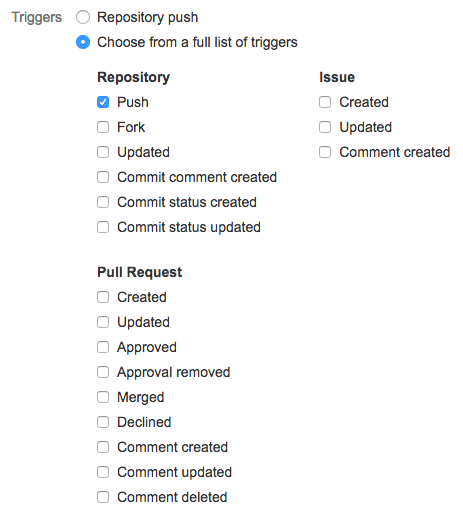 Triggers Repository push
Choose from a full list of triggers
Repository
Push
Fork
Updated
Commit comment created
Commit status created
Commit status updated
Issue
Created
Updated
Comment created
Pull Request
Created
Updated
Approved
Approval removed
Merged
Declined
Comment created
Comment updated
Comment deleted